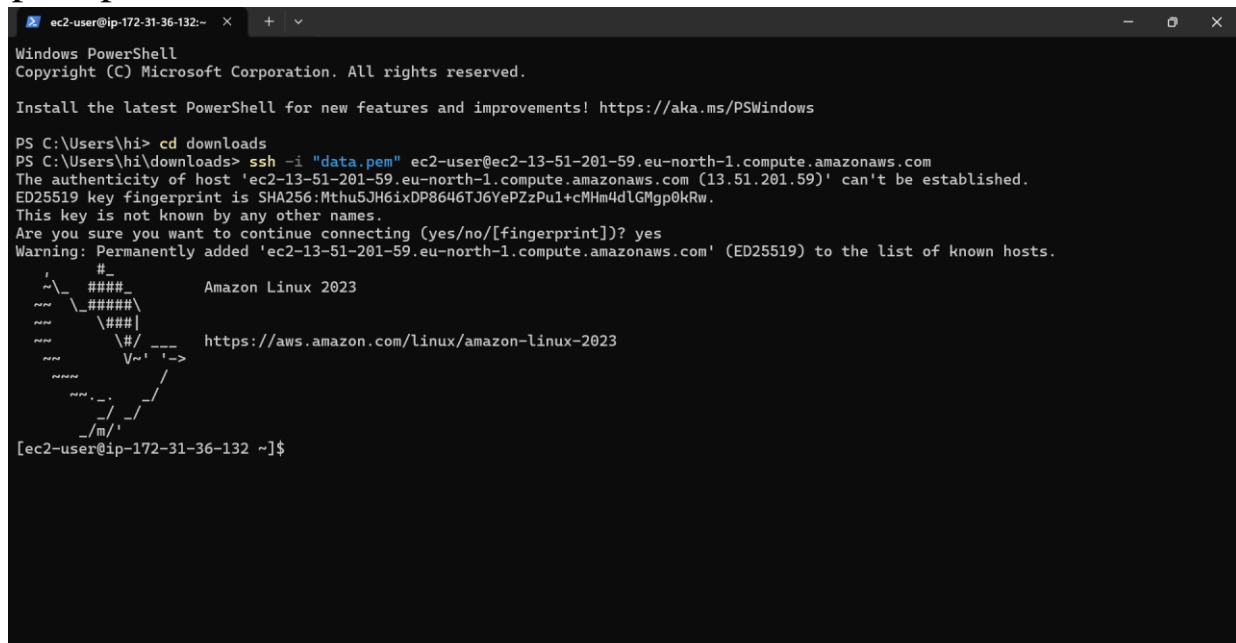 ec2-user@ip-172-31-36-132:~
Windows PowerShell
Copyright (C) Microsoft Corporation. All rights reserved.
Install the latest PowerShell for new features and improvements! https://aka.ms/PSWindows
PS C:\Users\hi> cd downloads
PS C:\Users\hi\downloads> ssh -i "data.pem" ec2-user@ec2-13-51-201-59.eu-north-1.compute.amazonaws.com
The authenticity of host 'ec2-13-51-201-59.eu-north-1.compute.amazonaws.com (13.51.201.59)' can't be established.
ED25519 key fingerprint is SHA256:Mthu5JH6ixDP8646TJ6YePZzPu1+cMHm4dlGMgp0kRw.
This key is not known by any other names.
Are you sure you want to continue connecting (yes/no/[fingerprint])? yes
Warning: Permanently added 'ec2-13-51-201-59.eu-north-1.compute.amazonaws.com' (ED25519) to the list of known hosts.
   ,     #_
   ~\_  ####_        Amazon Linux 2023
  ~~  \_#####\
  ~~     \###|
  ~~       \#/ ___   https://aws.amazon.com/linux/amazon-linux-2023
   ~~       V~' '->
    ~~~         /
      ~~._.   _/
         _/ _/
       _/m/'
[ec2-user@ip-172-31-36-132 ~]$